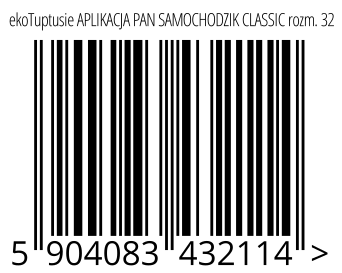 ekoTuptusie APLIKACJA PAN SAMOCHODZIK CLASSIC rozm. 32
5 904083 432114 >